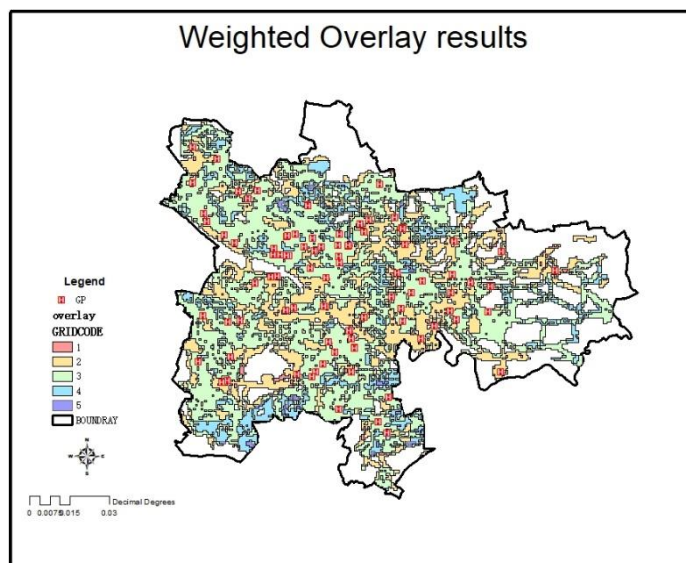 Weighted Overlay results
Legend
H GP
overlay
GRIDCODE
1
2
3
4
5
BOUNDRAY
N
W E
S
Decimal Degrees
0 0.0075 0.015 0.03